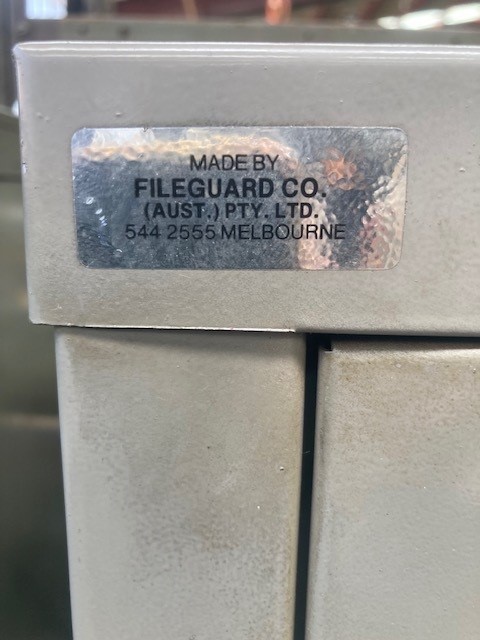 MADE BY
FILEGUARD CO.
(AUST.) PTY. LTD.
544 2555 MELBOURNE